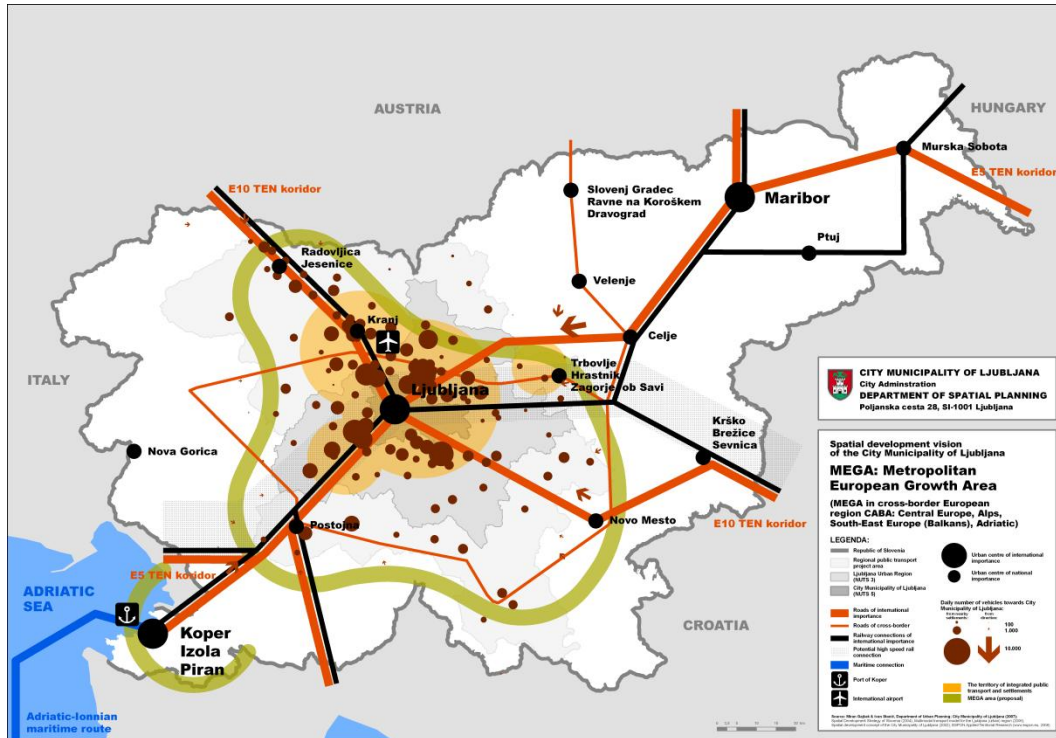 AUSTRIA
HUNGARY
ITALY
CROATIA
ADRIATIC
SEA
Adriatic-Ionnian
maritime route
E10 TEN koridor
E5 TEN koridor
E5 TEN koridor
E10 TEN koridor
Murska Sobota
Maribor
Ptuj
Slovenj Gradec
Ravne na Koroškem
Dravograd
Velenje
Celje
Radovljica
Jesenice
Kranj
Ljubljana
Trbovlje
Hrastnik
Zagorje ob Savi
Krško
Brežice
Sevnica
Novo Mesto
Nova Gorica
Postojna
Koper
Izola
Piran
CITY MUNICIPALITY OF LJUBLJANA
City Adminstration
DEPARTMENT OF SPATIAL PLANNING
Poljanska cesta 28, SI-1001 Ljubljana
Spatial development vision
of the City Municipality of Ljubljana
MEGA: Metropolitan
European Growth Area
(MEGA in cross-border European
region CABA: Central Europe, Alps,
South-East Europe (Balkans), Adriatic)
LEGENDA:
Republic of Slovenia
Regional public transport
project area
Ljubljana Urban Region
(NUTS 3)
City Municipality of Ljubljana
(NUTS 5)
Urban centre of international
importance
Urban centre of national
importance
Roads of international
importance
Roads of cross-border
Railway connections of
international importance
Potential high speed rail
connection
Maritime connection
Port of Koper
International airport
Daily number of vehicles towards City
Municipality of Ljubljana:
100
1.000
10.000
The territory of integrated public
transport and settlements
MEGA area (proposal)